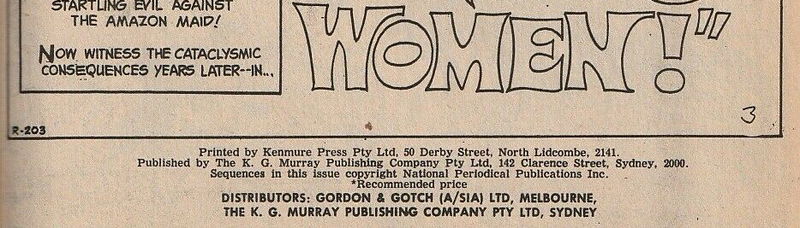 STARTLING EVIL AGAINST
THE AMAZON MAID!
NOW WITNESS THE CATACLYSMIC
CONSEQUENCES YEARS LATER--IN...
WOMEN!"
3
R-203
Printed by Kenmure Press Pty Ltd, 50 Derby Street, North Lidcombe, 2141.
Published by The K. G. Murray Publishing Company Pty Ltd, 142 Clarence Street, Sydney, 2000.
Sequences in this issue copyright National Periodical Publications Inc.
*Recommended price
DISTRIBUTORS: GORDON & GOTCH (A/SIA) LTD, MELBOURNE,
THE K. G. MURRAY PUBLISHING COMPANY PTY LTD, SYDNEY